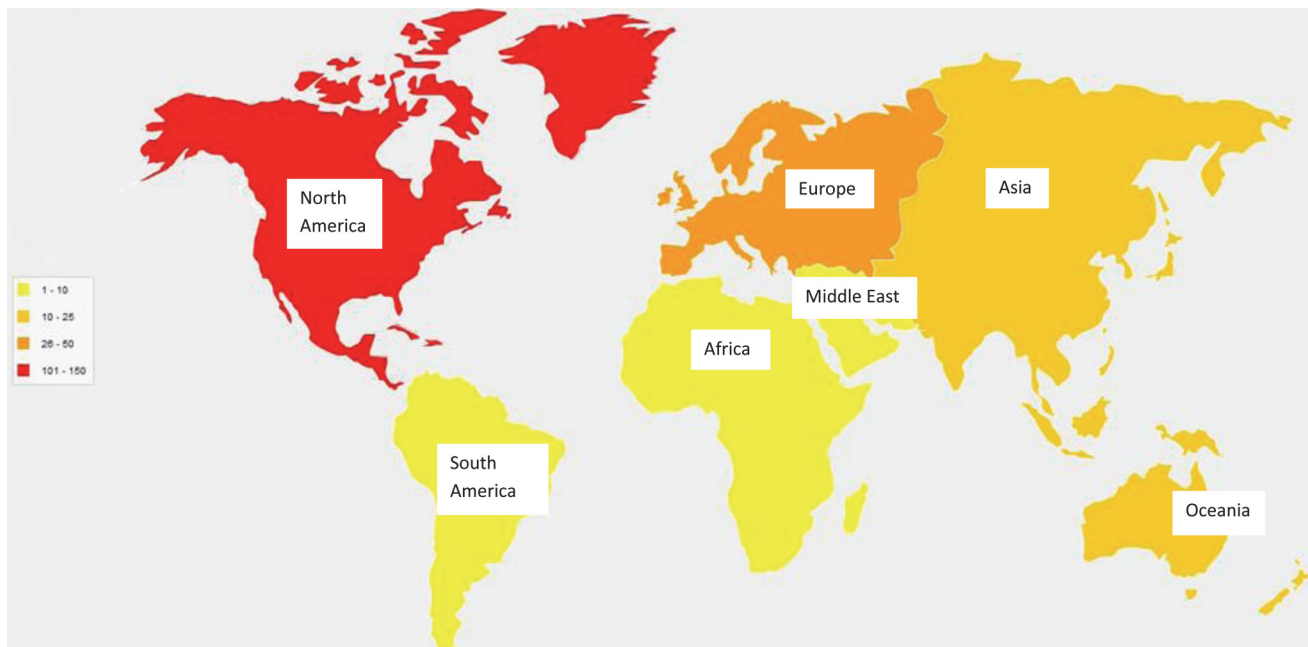 North
America
Europe
Asia
Middle East
Africa
South
America
Oceania
1 - 10
10 - 25
26 - 50
101 - 150